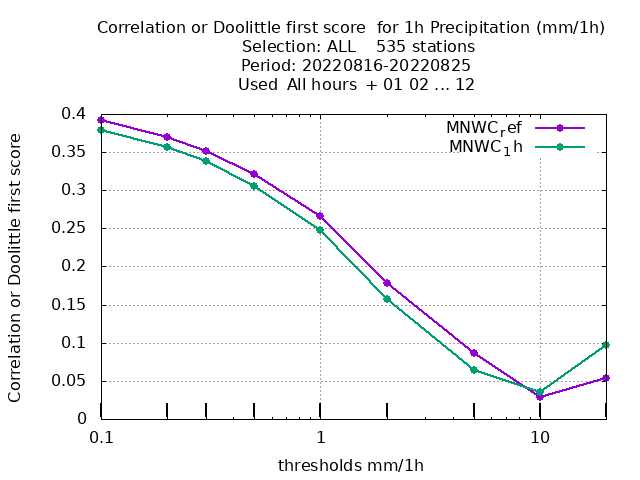 Correlation or Doolittle first score  for 1h Precipitation (mm/1h)
Selection: ALL    535 stations
Period: 20220816-20220825
Used  All hours  + 01 02 ... 12
MNWC_ref
MNWC_1h
Correlation or Doolittle first score
0.4
0.35
0.3
0.25
0.2
0.15
0.1
0.05
0
0.1
1
10
thresholds mm/1h